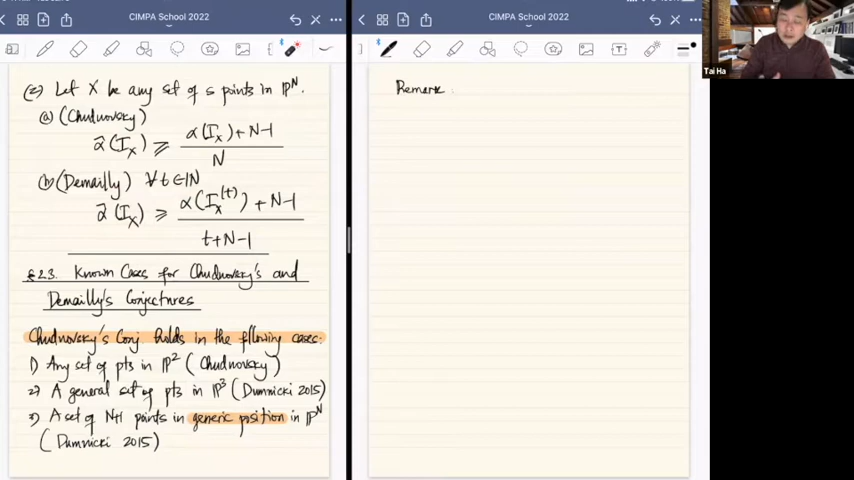 CIMPA School 2022
(2) Let X be any set of s points in ℙ^N.
(a) (Chudnovsky)
α̂(I_X) ≥ (α(I_X)+N-1)/N
(b) (Demailly) ∀ t ∈ ℕ
α̂(I_X) ≥ (α(I_X^(t)) + N-1)/(t+N-1)
§2.3. Known Cases for Chudnovsky's and
Demailly's Conjectures
Chudnovsky's Conj. holds in the following cases:
1) Any set of pts in ℙ² (Chudnovsky)
2) A general set of pts in ℙ³ (Dumnicki 2015)
3) A set of N+1 points in generic position in ℙ^N
(Dumnicki 2015)
CIMPA School 2022
Remark
Tai Ha